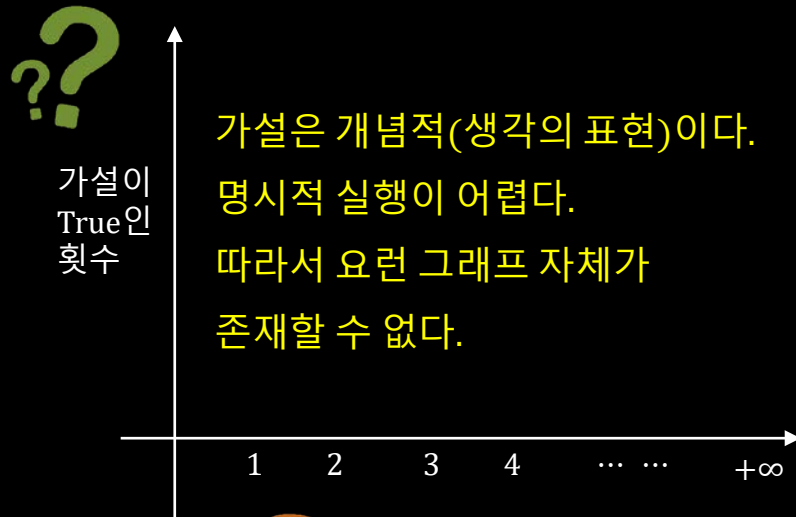 ??
가설은 개념적(생각의 표현)이다.
명시적 실행이 어렵다.
따라서 요런 그래프 자체가
존재할 수 없다.
가설이
True인
횟수
1 2 3 4 … … +∞